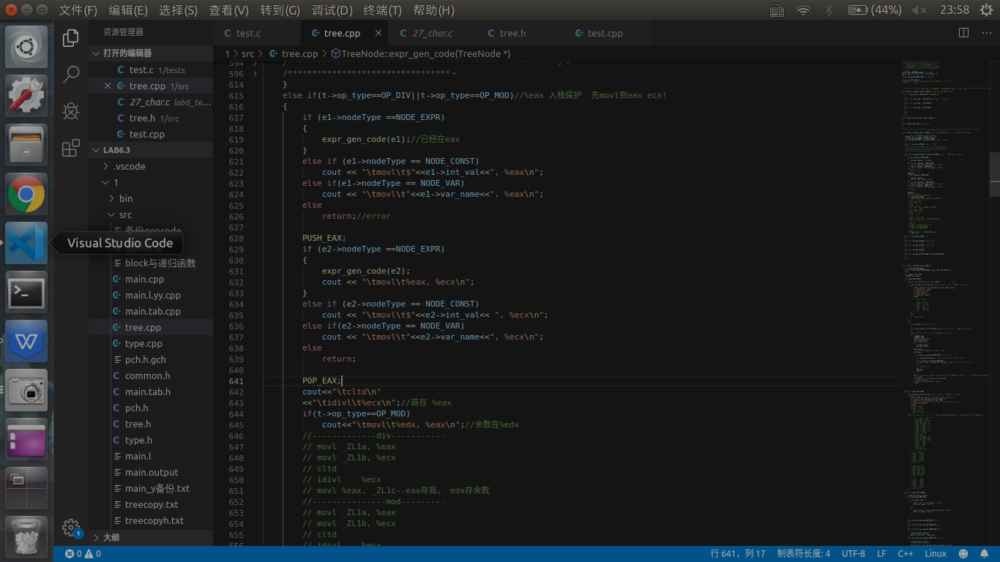 文件(F) 编辑(E) 选择(S) 查看(V) 转到(G) 调试(D) 终端(T) 帮助(H)
(44%) 23:58
资源管理器
打开的编辑器
test.c 1/tests
tree.cpp 1/src
27_char.c lab6_te...
tree.h 1/src
test.cpp
LAB6.3
.vscode
1
bin
src
备份gencode
Visual Studio Code
block与递归函数
main.cpp
main.l.yy.cpp
main.tab.cpp
tree.cpp
type.cpp
pch.h.gch
common.h
main.tab.h
pch.h
tree.h
type.h
main.l
main.output
main_y备份.txt
treecopy.txt
treecopyh.txt
大纲
1
test.c tree.cpp 27_char.c tree.h test.cpp
1 > src > tree.cpp > TreeNode::expr_gen_code(TreeNode *)
594
596 /*********************************
614 }
615 else if(t->op_type==OP_DIV||t->op_type==OP_MOD)//%eax 入栈保护 先movl到eax ecx!
616 {
617 if (e1->nodeType ==NODE_EXPR)
618 {
619 expr_gen_code(e1);//已经在eax
620 }
621 else if (e1->nodeType == NODE_CONST)
622 cout << "\tmovl\t$"<<e1->int_val<<", %eax\n";
623 else if(e1->nodeType == NODE_VAR)
624 cout << "\tmovl\t"<<e1->var_name<<", %eax\n";
625 else
626 return;//error
627
628 PUSH_EAX;
629 if (e2->nodeType ==NODE_EXPR)
630 {
631 expr_gen_code(e2);
632 cout << "\tmovl\t%eax, %ecx\n";
633 }
634 else if (e2->nodeType == NODE_CONST)
635 cout << "\tmovl\t$"<<e2->int_val<< ", %ecx\n";
636 else if(e2->nodeType == NODE_VAR)
637 cout << "\tmovl\t"<<e2->var_name<<", %ecx\n";
638 else
639 return;
640
641 POP_EAX;
642 cout<<"\tcltd\n"
643 <<"\tidivl\t%ecx\n";//商在 %eax
644 if(t->op_type==OP_MOD)
645 cout<<"\tmovl\t%edx, %eax\n";//余数在%edx
646 //-------------div-----------
647 // movl _ZL1a, %eax
648 // movl _ZL1b, %ecx
649 // cltd
650 // idivl %ecx
651 // movl %eax, _ZL1c--eax存商, edx存余数
652 //---------------mod---------
653 // movl _ZL1a, %eax
654 // movl _ZL1b, %ecx
655 // cltd
656 // idivl %ecx
0 0
行 641，列 17 制表符长度: 4 UTF-8 LF C++ Linux